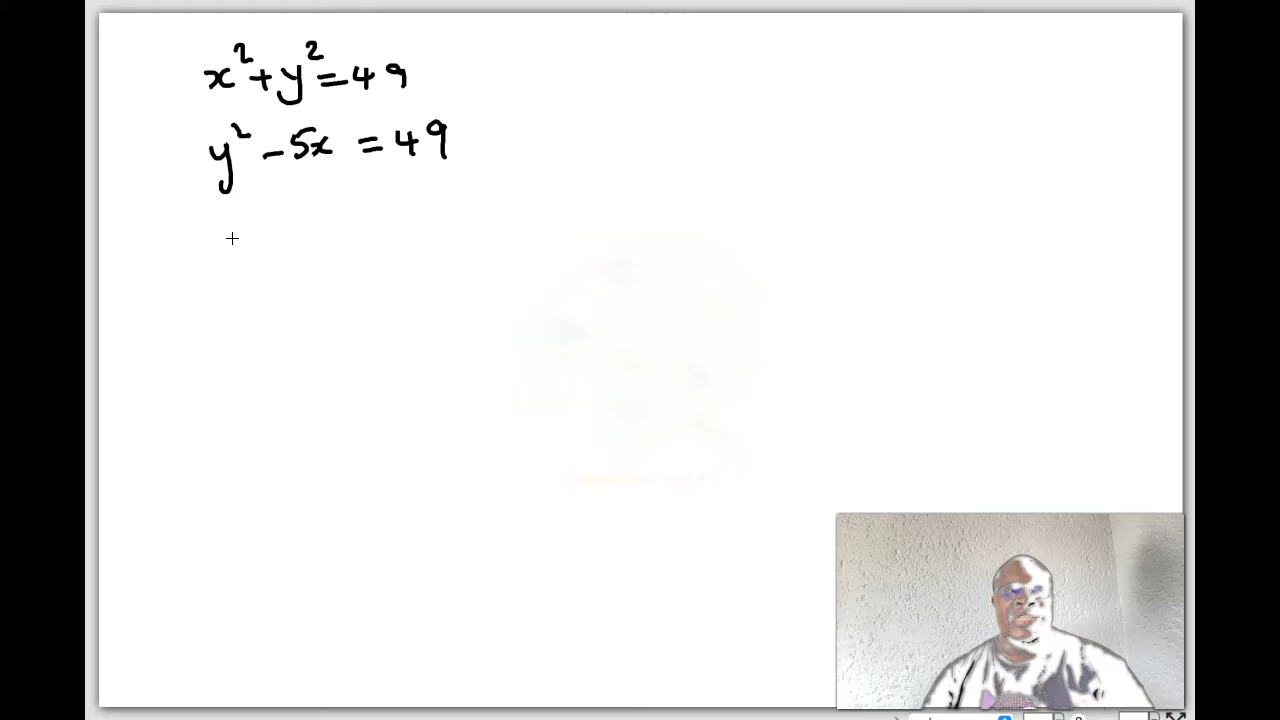 x² + y² = 49
y² - 5x = 49